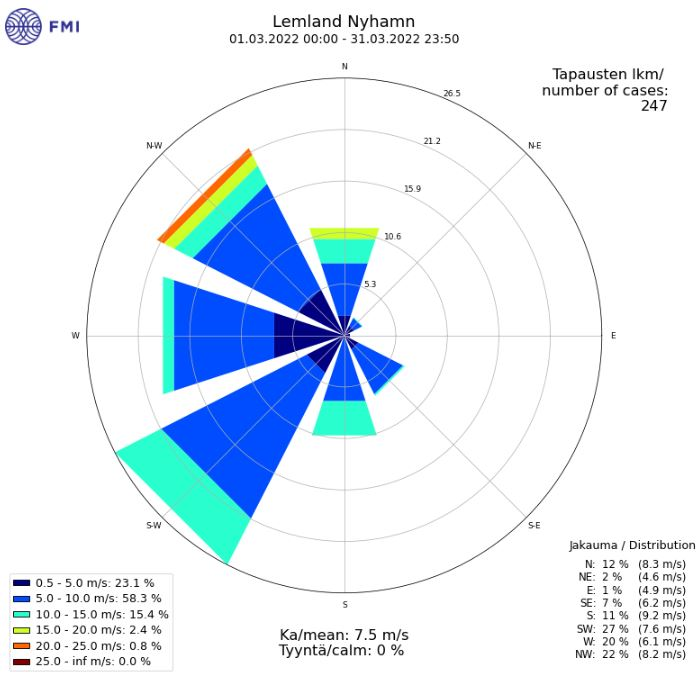 FMI
Lemland Nyhamn
01.03.2022 00:00 - 31.03.2022 23:50
Tapausten lkm/
number of cases:
247
N
26.5
N-W
21.2
N-E
15.9
10.6
5.3
W
E
S-W
S-E
S
0.5 - 5.0 m/s: 23.1 %
5.0 - 10.0 m/s: 58.3 %
10.0 - 15.0 m/s: 15.4 %
15.0 - 20.0 m/s: 2.4 %
20.0 - 25.0 m/s: 0.8 %
25.0 - inf m/s: 0.0 %
Ka/mean: 7.5 m/s
Tyyntä/calm: 0 %
Jakauma / Distribution
N: 12 % (8.3 m/s)
NE: 2 % (4.6 m/s)
E: 1 % (4.9 m/s)
SE: 7 % (6.2 m/s)
S: 11 % (9.2 m/s)
SW: 27 % (7.6 m/s)
W: 20 % (6.1 m/s)
NW: 22 % (8.2 m/s)